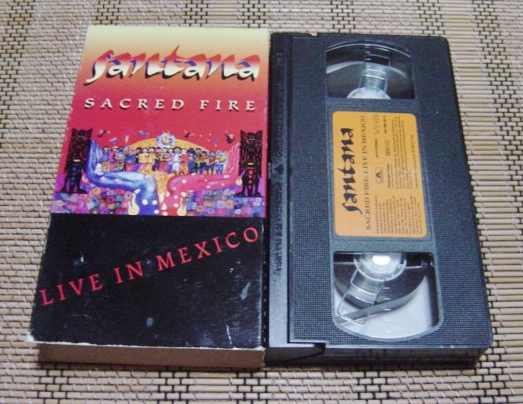 Santana
SACRED FIRE
LIVE IN MEXICO
Santana
SACRED FIRE: LIVE IN MEXICO